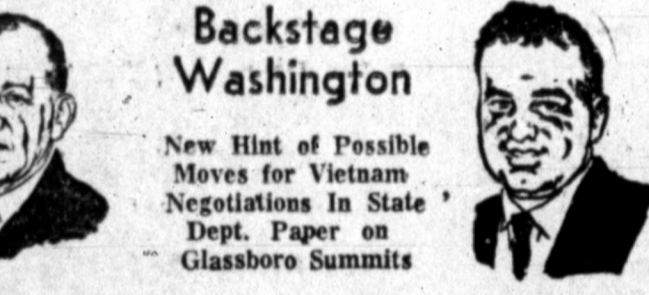 Backstage
Washington
New Hint of Possible
Moves for Vietnam
Negotiations In State
Dept. Paper on
Glassboro Summits